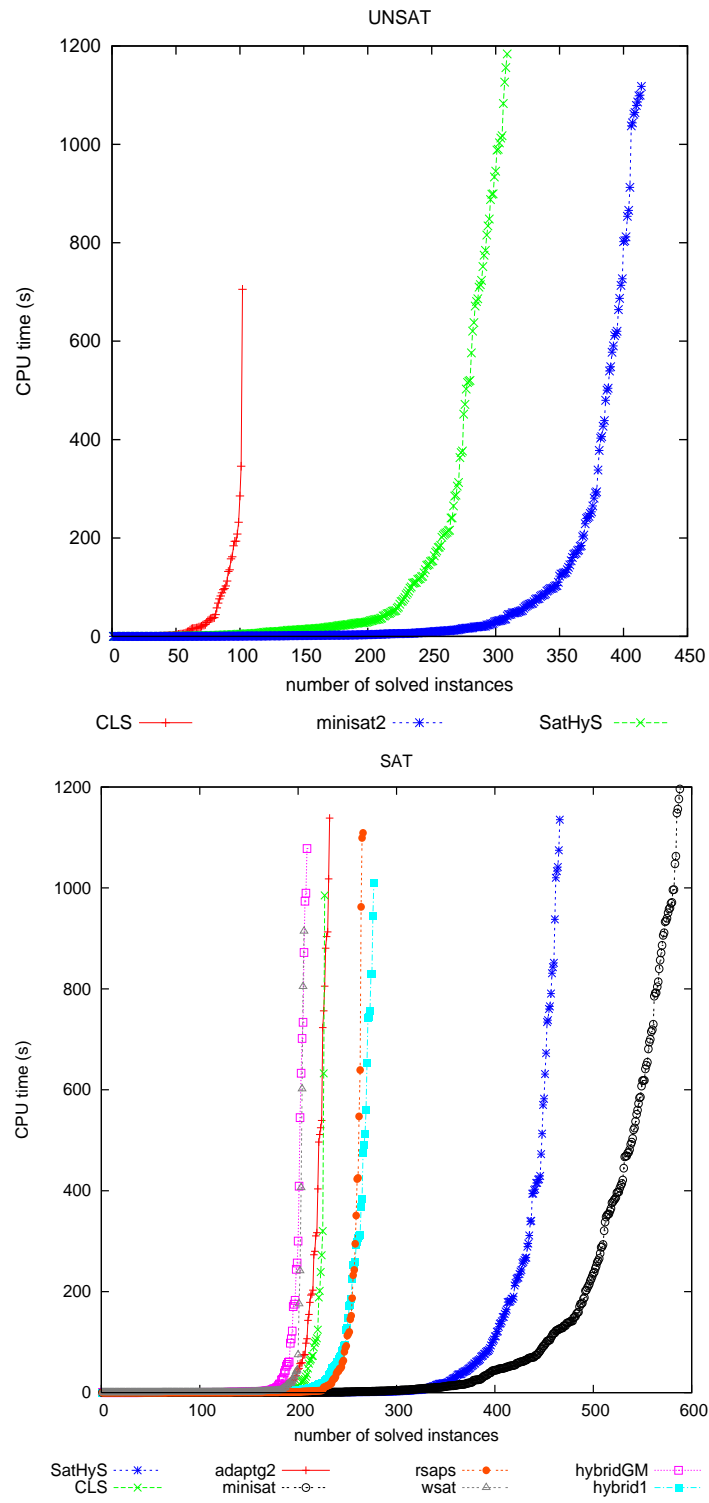 UNSAT
1200
1000
800
600
400
200
0
CPU time (s)
0 50 100 150 200 250 300 350 400 450
number of solved instances
CLS minisat2 SatHyS
SAT
1200
1000
800
600
400
200
0
CPU time (s)
0 100 200 300 400 500 600
number of solved instances
SatHyS adaptg2 rsaps hybridGM
CLS minisat wsat hybrid1